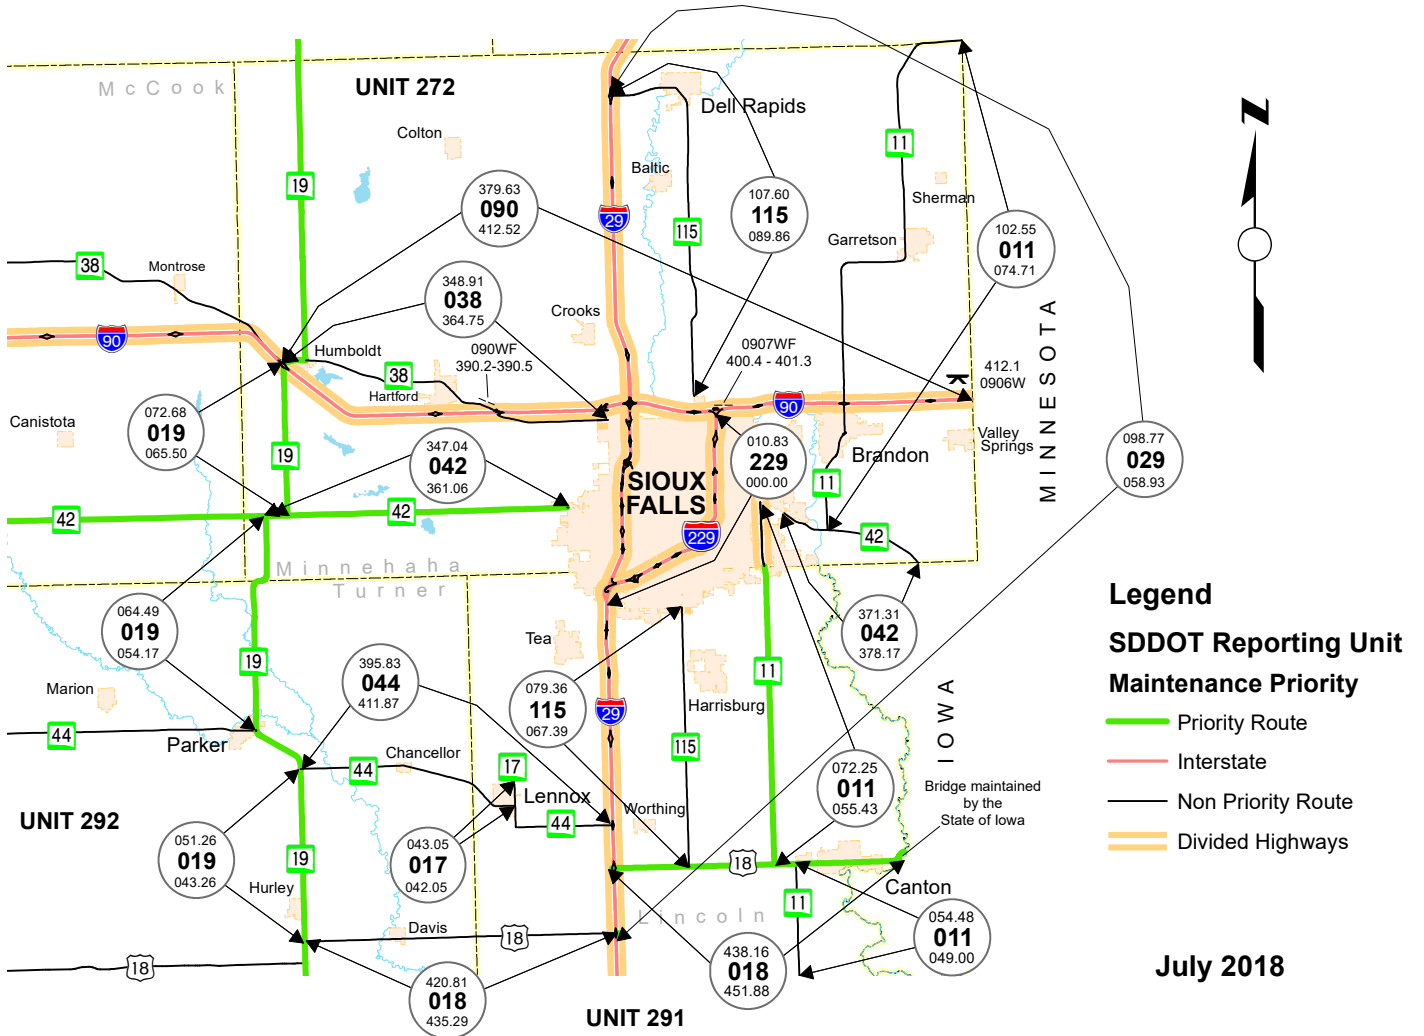 McCook
UNIT 272
Colton
Dell Rapids
Baltic
Sherman
Garretson
19
29
115
11
379.63
090
412.52
107.60
115
089.86
102.55
011
074.71
38
Montrose
348.91
038
364.75
Crooks
90
Humboldt
38
Hartford
090WF
390.2-390.5
0907WF
400.4 - 401.3
412.1
0906W
K
MINNESOTA
90
Canistota
072.68
019
065.50
19
347.04
042
361.06
SIOUX
FALLS
010.83
229
000.00
Brandon
Valley
Springs
098.77
029
058.93
11
42
42
229
42
Minnehaha
Turner
064.49
019
054.17
19
Tea
371.31
042
378.17
11
Marion
395.83
044
411.87
079.36
115
067.39
29
Harrisburg
IOWA
44
Parker
44
Chancellor
17
115
Lennox
44
Worthing
072.25
011
055.43
Bridge maintained
by the
State of Iowa
UNIT 292
051.26
019
043.26
19
043.05
017
042.05
18
Hurley
Canton
11
Lincoln
Davis
18
18
054.48
011
049.00
420.81
018
435.29
438.16
018
451.88
UNIT 291
Z
Legend
SDDOT Reporting Unit
Maintenance Priority
Priority Route
Interstate
Non Priority Route
Divided Highways
July 2018